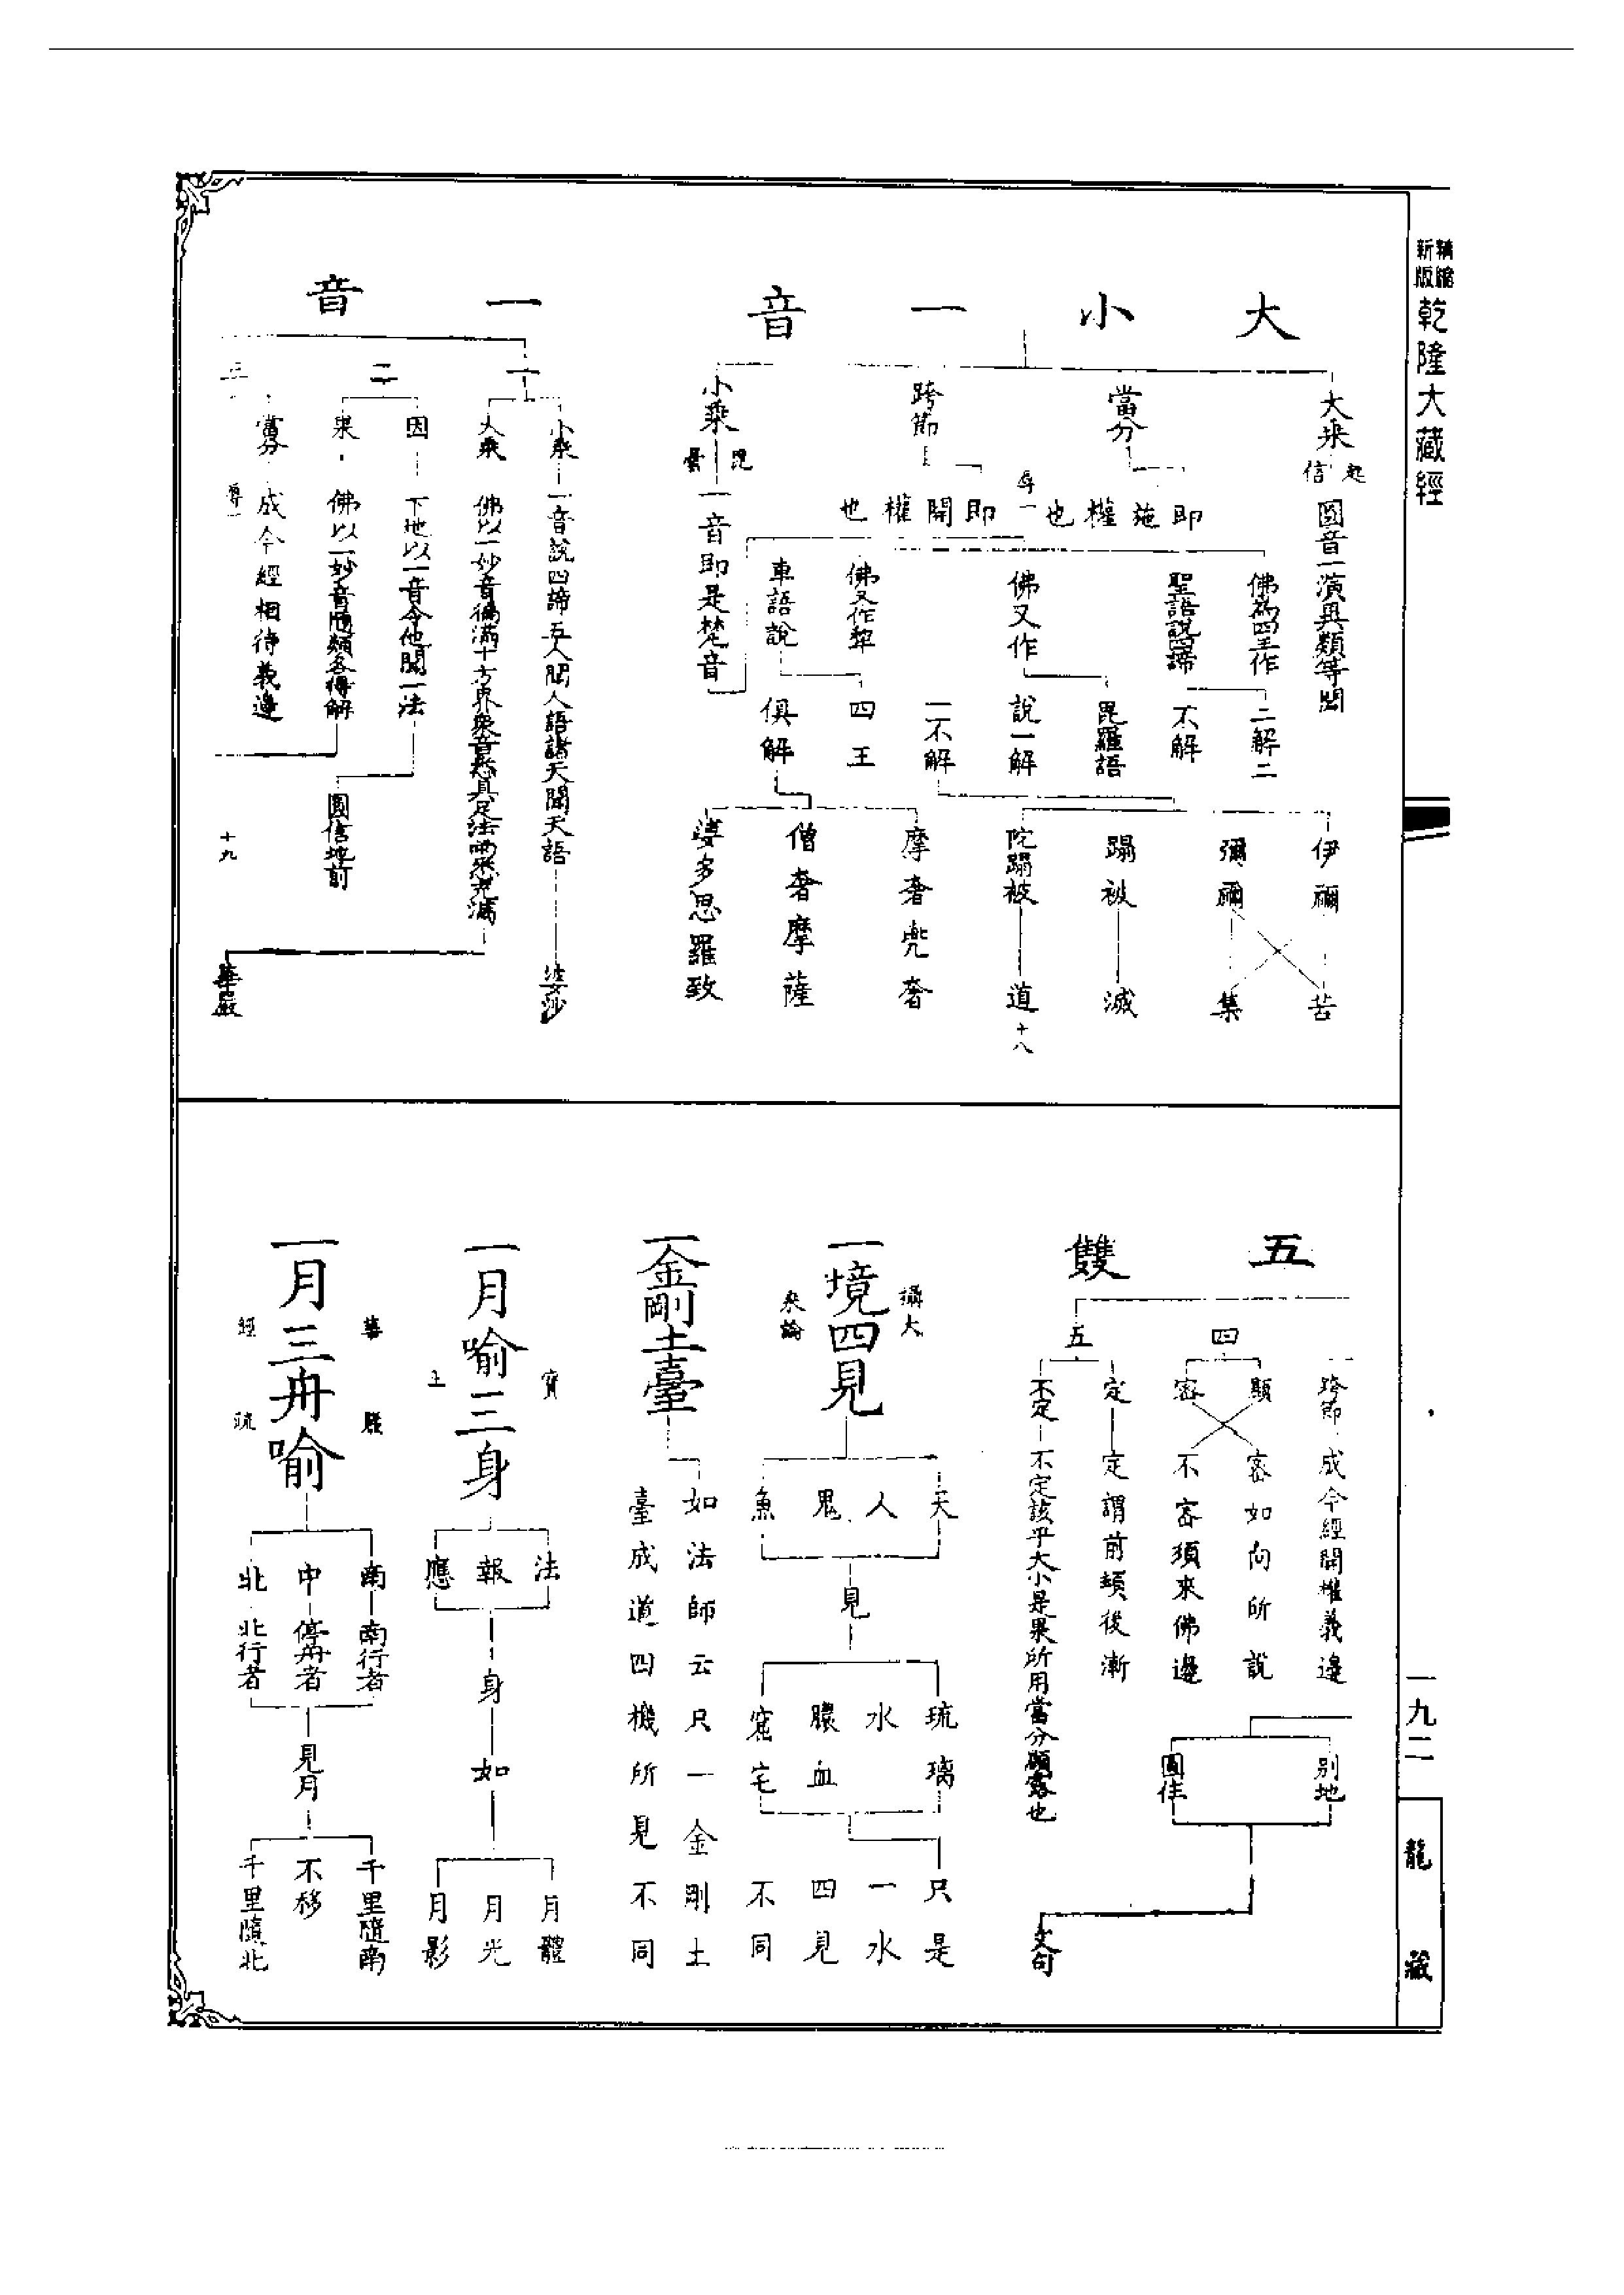 精縮
新版
乾隆大藏經
大小一音
大乘
起信
圓音一演異類等聞
當分
即施權也
跨節
即開權也
小乘
毘曇
一音即是梵音
佛為四王作
聖語說四諦
二解二
不解
佛又作
毘羅語
說一解
一不解
佛又作犂
車語說
四王
俱解
伊禰
彌禰
蹋被
陀蹋被
摩奢兜奢
僧奢摩薩
婆多思羅致
苦
集
滅
道
十八
一音
一
小乘
一音說四諦五人聞人語諸天聞天語
婆沙
大乘
佛以一妙音徧滿十方界衆音悉具足法雨悉充滿
華嚴
二
因
下地以一音令他聞一法
果
佛以一妙音隨類各得解
圓信地前
三
當分
成今經相待義邊
十九
五雙
跨節
成今經開權義邊
別地
圓住
四
顯
密
密如向所說
不密須來佛邊
五
定
定謂前頓後漸
不定
不定該乎大小是果所用當分顯露也
文句
一境四見
攝大
乘論
天
人
鬼
魚
見
琉璃
水
膿血
窟宅
只是
一水
四見
不同
一金剛土臺
如法師云只一金剛土
臺成道四機所見不同
一月喻三身
寶
王
法
報
應
身
如
月體
月光
月影
一月三舟喻
華嚴
經疏
南
中
北
南行者
停舟者
北行者
見月
千里隨南
不移
千里隨北
一九二
龍藏